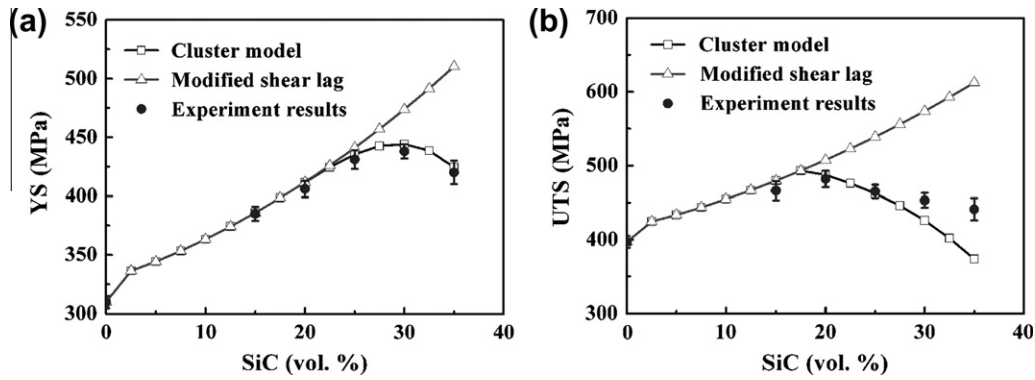 (a)
550
500
450
400
350
300
YS (MPa)
Cluster model
Modified shear lag
Experiment results
0 10 20 30 40
SiC (vol. %)
(b)
700
600
500
400
300
UTS (MPa)
Cluster model
Modified shear lag
Experiment results
0 10 20 30 40
SiC (vol. %)